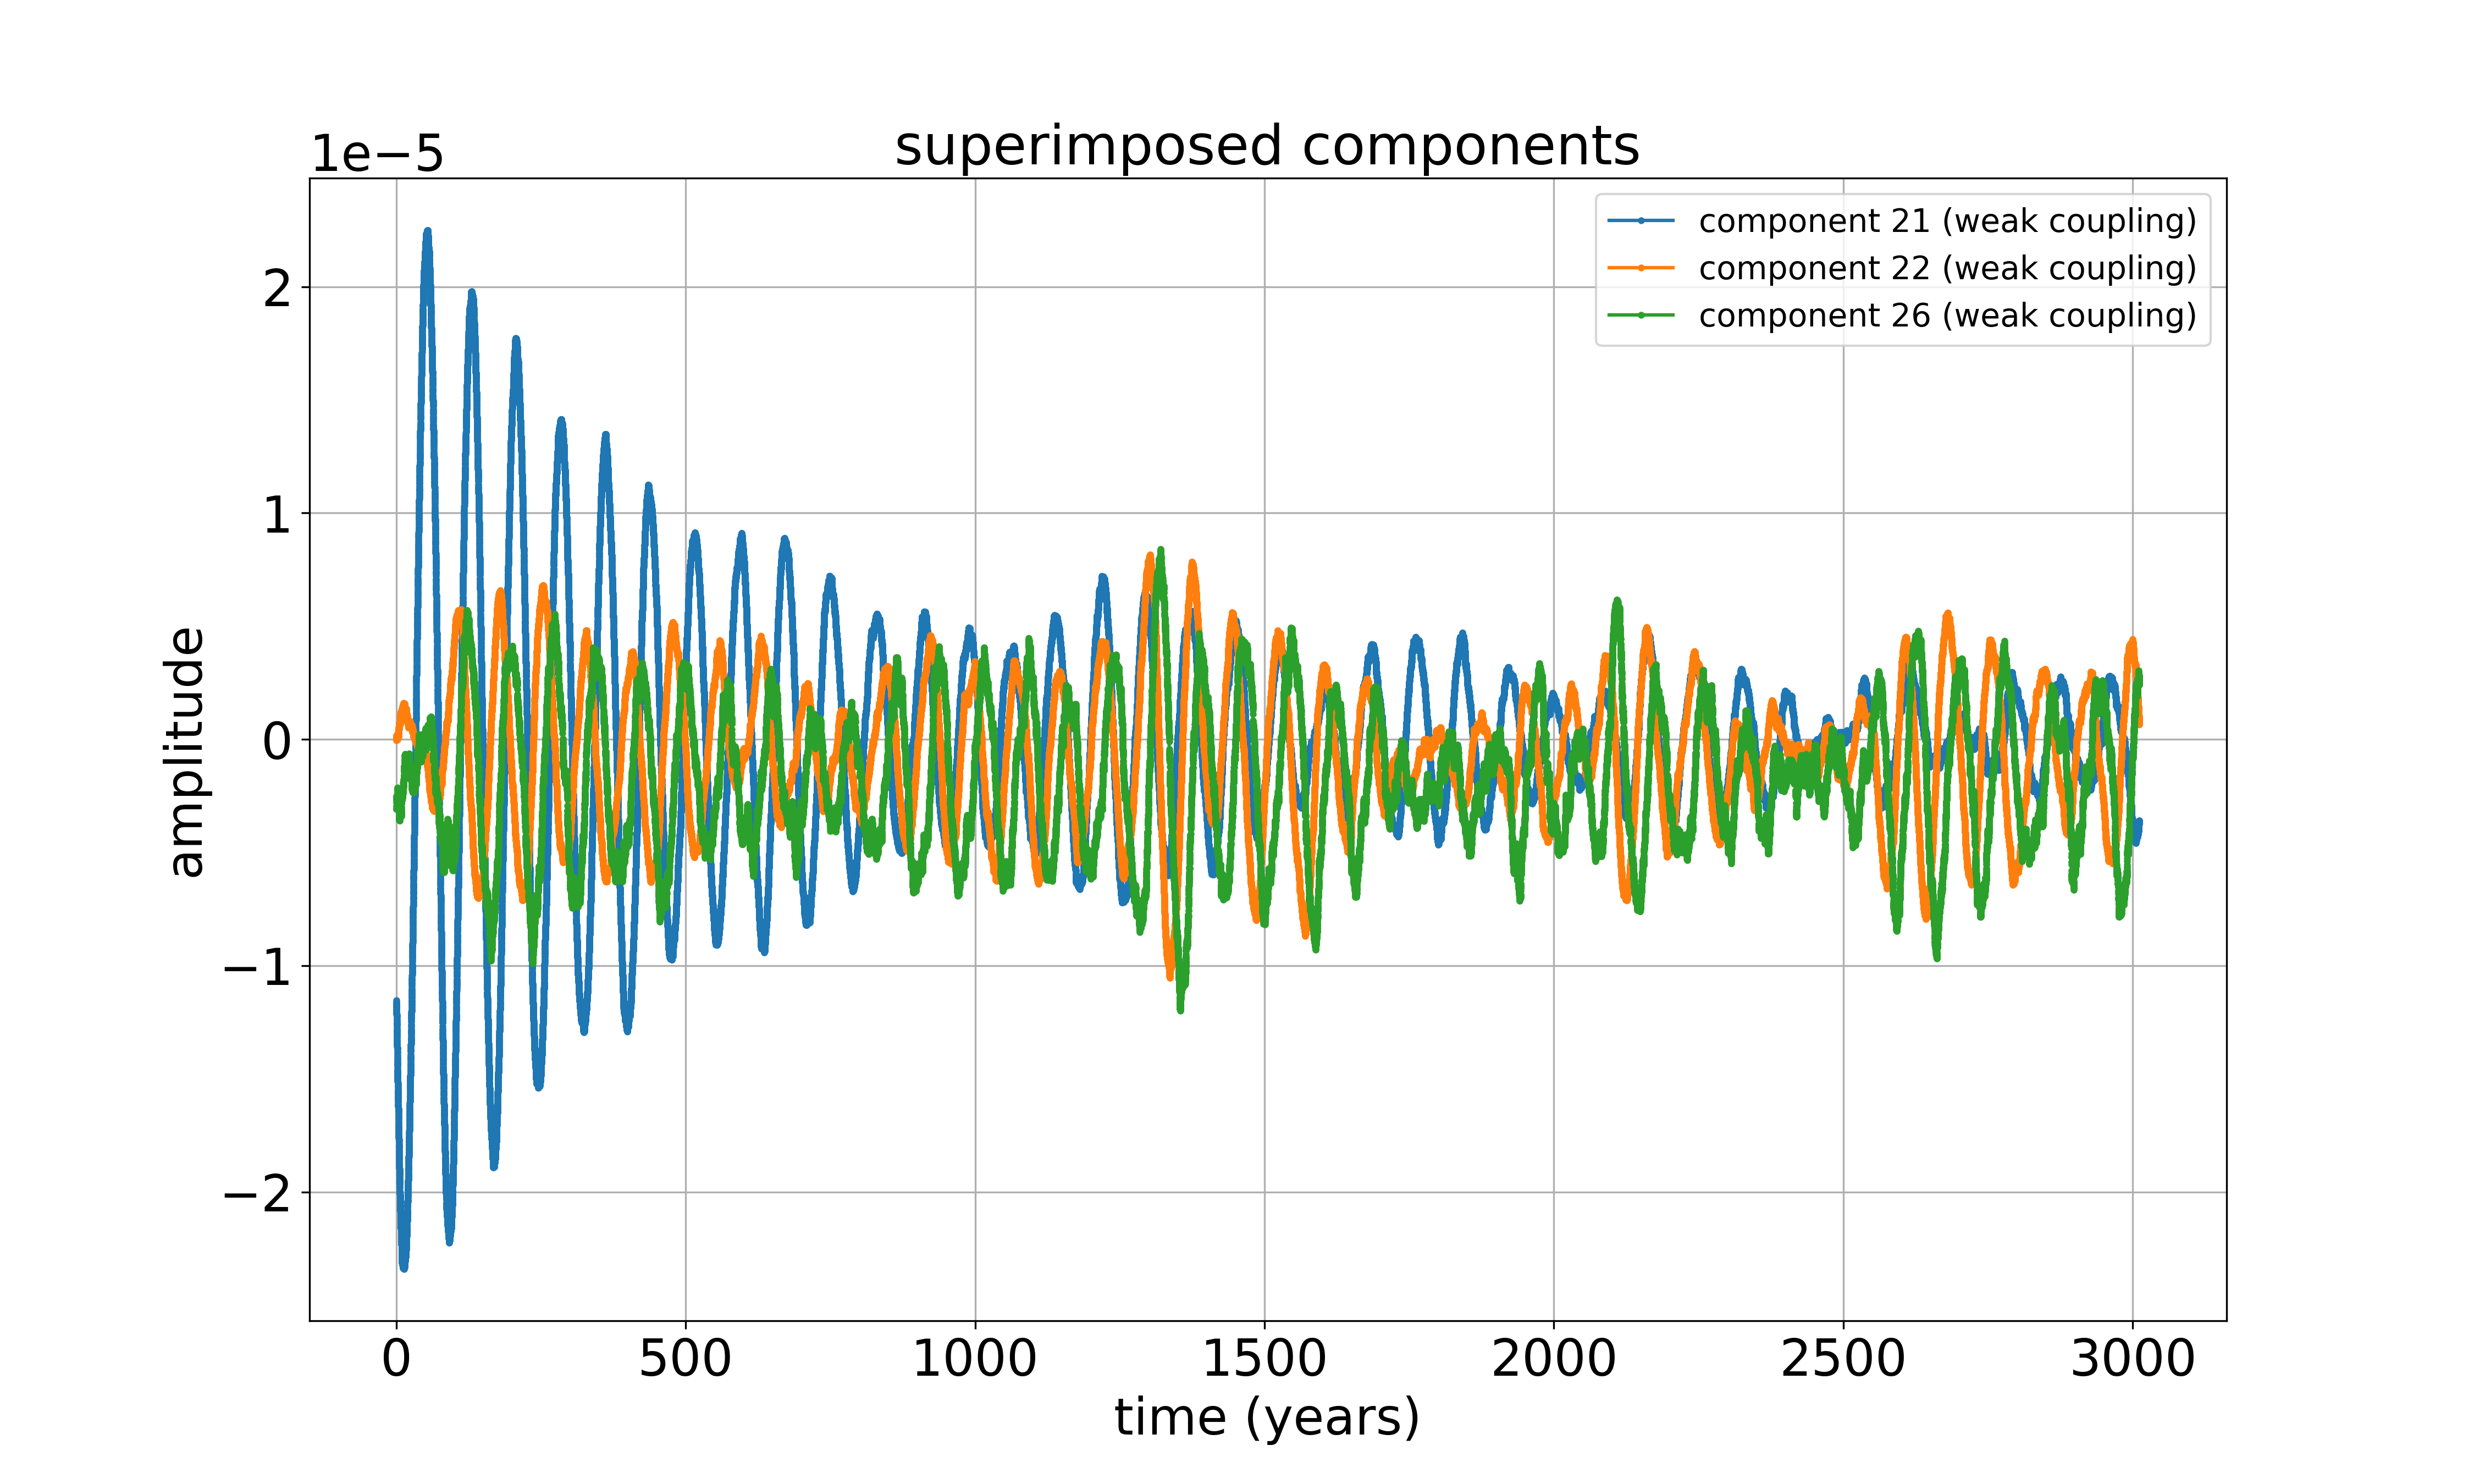 superimposed components
1e−5
component 21 (weak coupling)
component 22 (weak coupling)
component 26 (weak coupling)
amplitude
2
1
0
−1
−2
0 500 1000 1500 2000 2500 3000
time (years)